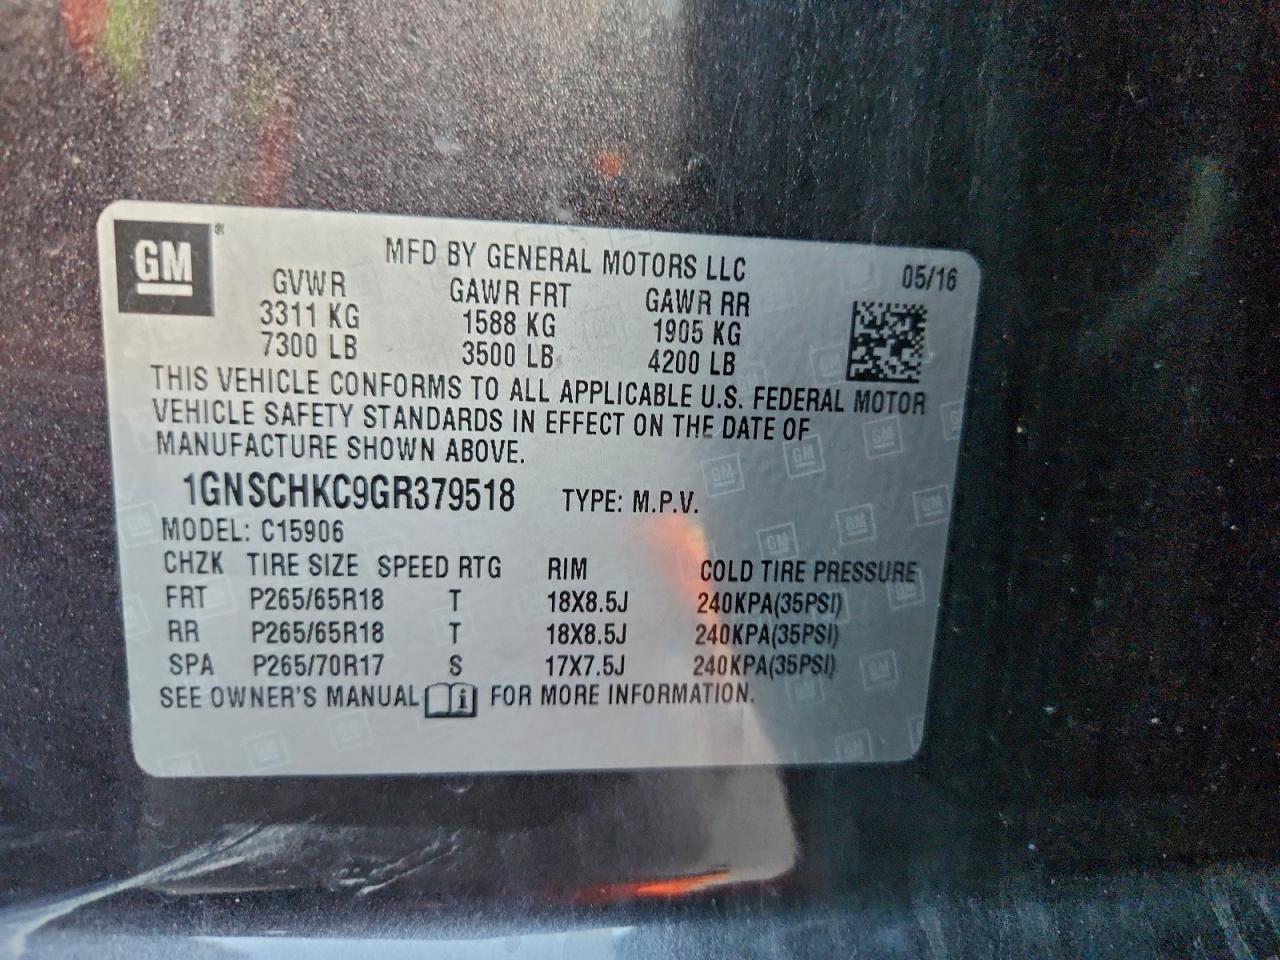 GM®
MFD BY GENERAL MOTORS LLC 05/16
GVWR GAWR FRT GAWR RR
3311 KG 1588 KG 1905 KG
7300 LB 3500 LB 4200 LB
THIS VEHICLE CONFORMS TO ALL APPLICABLE U.S. FEDERAL MOTOR
VEHICLE SAFETY STANDARDS IN EFFECT ON THE DATE OF
MANUFACTURE SHOWN ABOVE.
1GNSCHKC9GR379518 TYPE: M.P.V.
MODEL: C15906
CHZK TIRE SIZE SPEED RTG RIM COLD TIRE PRESSURE
FRT P265/65R18 T 18X8.5J 240KPA(35PSI)
RR P265/65R18 T 18X8.5J 240KPA(35PSI)
SPA P265/70R17 S 17X7.5J 240KPA(35PSI)
SEE OWNER'S MANUAL i FOR MORE INFORMATION.